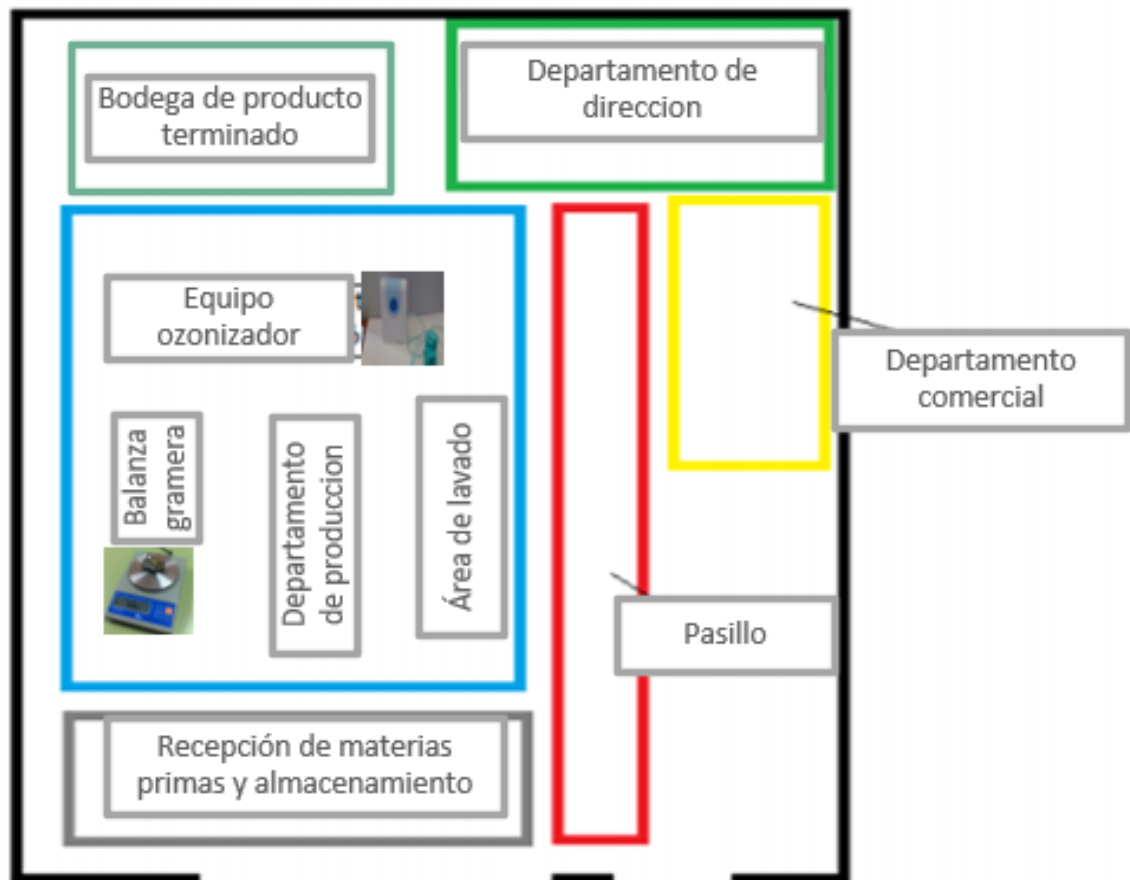 Bodega de producto
terminado
Departamento de
direccion
Equipo
ozonizador
Departamento
comercial
Balanza
gramera
Departamento
de produccion
Área de lavado
Pasillo
Recepción de materias
primas y almacenamiento